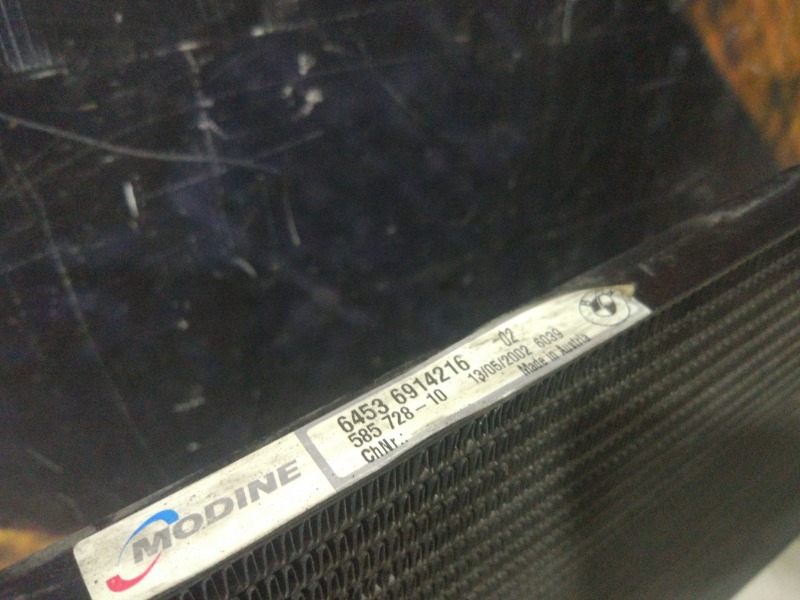 MODINE
6453 6914216 02
585 728-10 13/05/2002 6039
ChNr.: Made in Austria